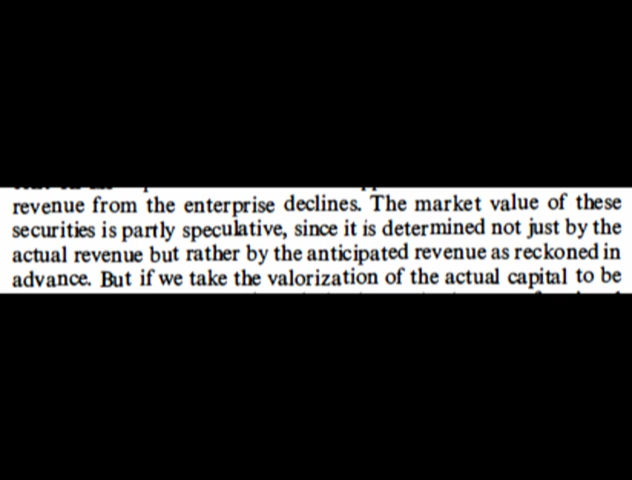 revenue from the enterprise declines. The market value of these
securities is partly speculative, since it is determined not just by the
actual revenue but rather by the anticipated revenue as reckoned in
advance. But if we take the valorization of the actual capital to be